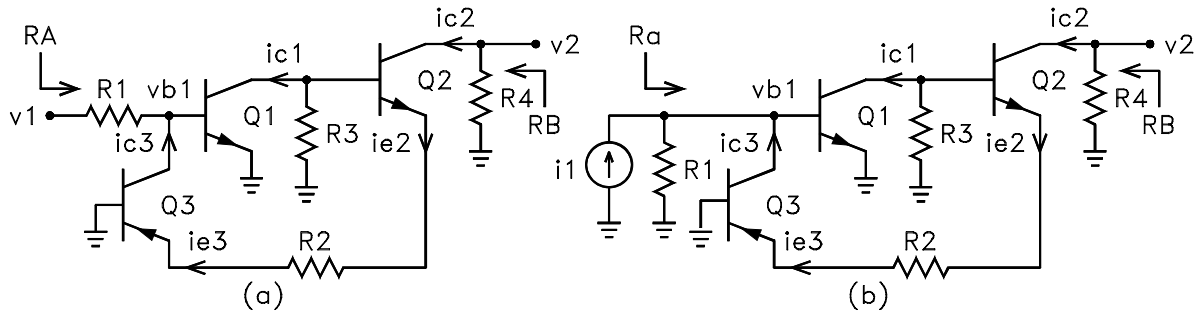 RA
ic2
v2
ic1
Q2
R1
vb1
R4
v1
Q1
R3
RB
ic3
ie2
Q3
ie3
R2
(a)
Ra
ic2
v2
ic1
Q2
vb1
R4
Q1
R3
RB
ic3
ie2
i1
R1
Q3
ie3
R2
(b)